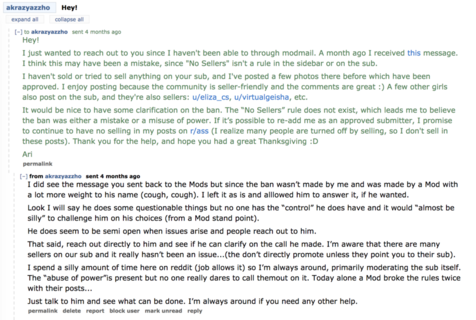 akrazyazzho Hey!
expand all collapse all
[-] to akrazyazzho sent 4 months ago
Hey!
I just wanted to reach out to you since I haven't been able to through modmail. A month ago I received this message.
I think this may have been a mistake, since "No Sellers" isn't a rule in the sidebar or on the sub.
I haven't sold or tried to sell anything on your sub, and I've posted a few photos there before which have been
approved. I enjoy posting because the community is seller-friendly and the comments are great :) A few other girls
also post on the sub, and they're also sellers: u/eliza_cs, u/virtualgeisha, etc.
It would be nice to have some clarification on the ban. The "No Sellers" rule does not exist, which leads me to believe
the ban was either a mistake or a misuse of power. If it's possible to re-add me as an approved submitter, I promise
to continue to have no selling in my posts on r/ass (I realize many people are turned off by selling, so I don't sell in
these posts). Thank you for the help, and hope you had a great Thanksgiving :D
Ari
permalink
[-] from akrazyazzho sent 4 months ago
I did see the message you sent back to the Mods but since the ban wasn't made by me and was made by a Mod with
a lot more weight to his name (cough, cough). I left it as is and alllowed him to answer it, if he wanted.
Look I will say he does some questionable things but no one has the "control" he does have and it would "almost be
silly" to challenge him on his choices (from a Mod stand point).
He does seem to be semi open when issues arise and people reach out to him.
That said, reach out directly to him and see if he can clarify on the call he made. I'm aware that there are many
sellers on our sub and it really hasn't been an issue...(the don't directly promote unless they point you to their sub).
I spend a silly amount of time here on reddit (job allows it) so I'm always around, primarily moderating the sub itself.
The "abuse of power"is present but no one really dares to call themout on it. Today alone a Mod broke the rules twice
with their posts...
Just talk to him and see what can be done. I'm always around if you need any other help.
permalink delete report block user mark unread reply